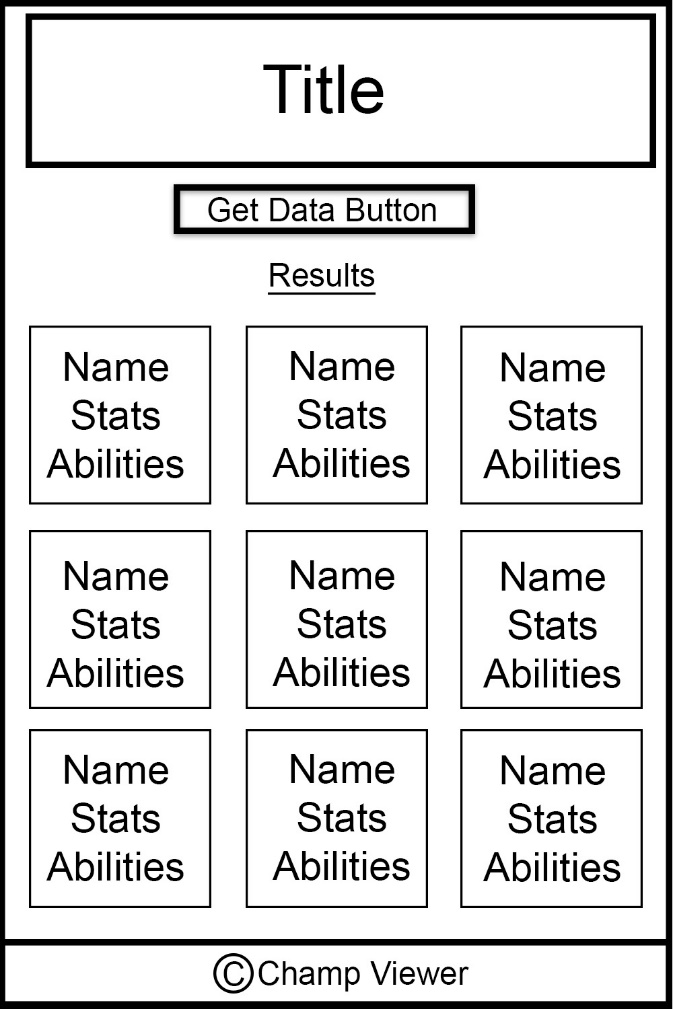 Title
Get Data Button
Results
Name
Stats
Abilities
Name
Stats
Abilities
Name
Stats
Abilities
Name
Stats
Abilities
Name
Stats
Abilities
Name
Stats
Abilities
Name
Stats
Abilities
Name
Stats
Abilities
Name
Stats
Abilities
©Champ Viewer